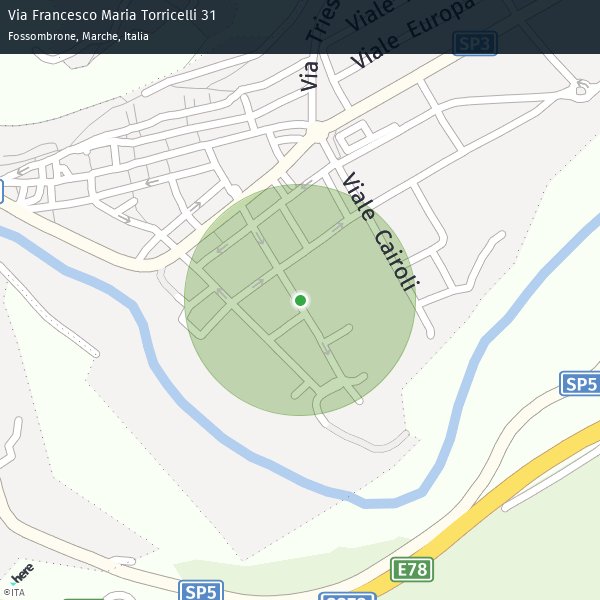 Via Francesco Maria Torricelli 31
Fossombrone, Marche, Italia
Viale
Viale Europa
Via
SP3
Viale Cairoli
SP5
E78
SP5
here
©ITA